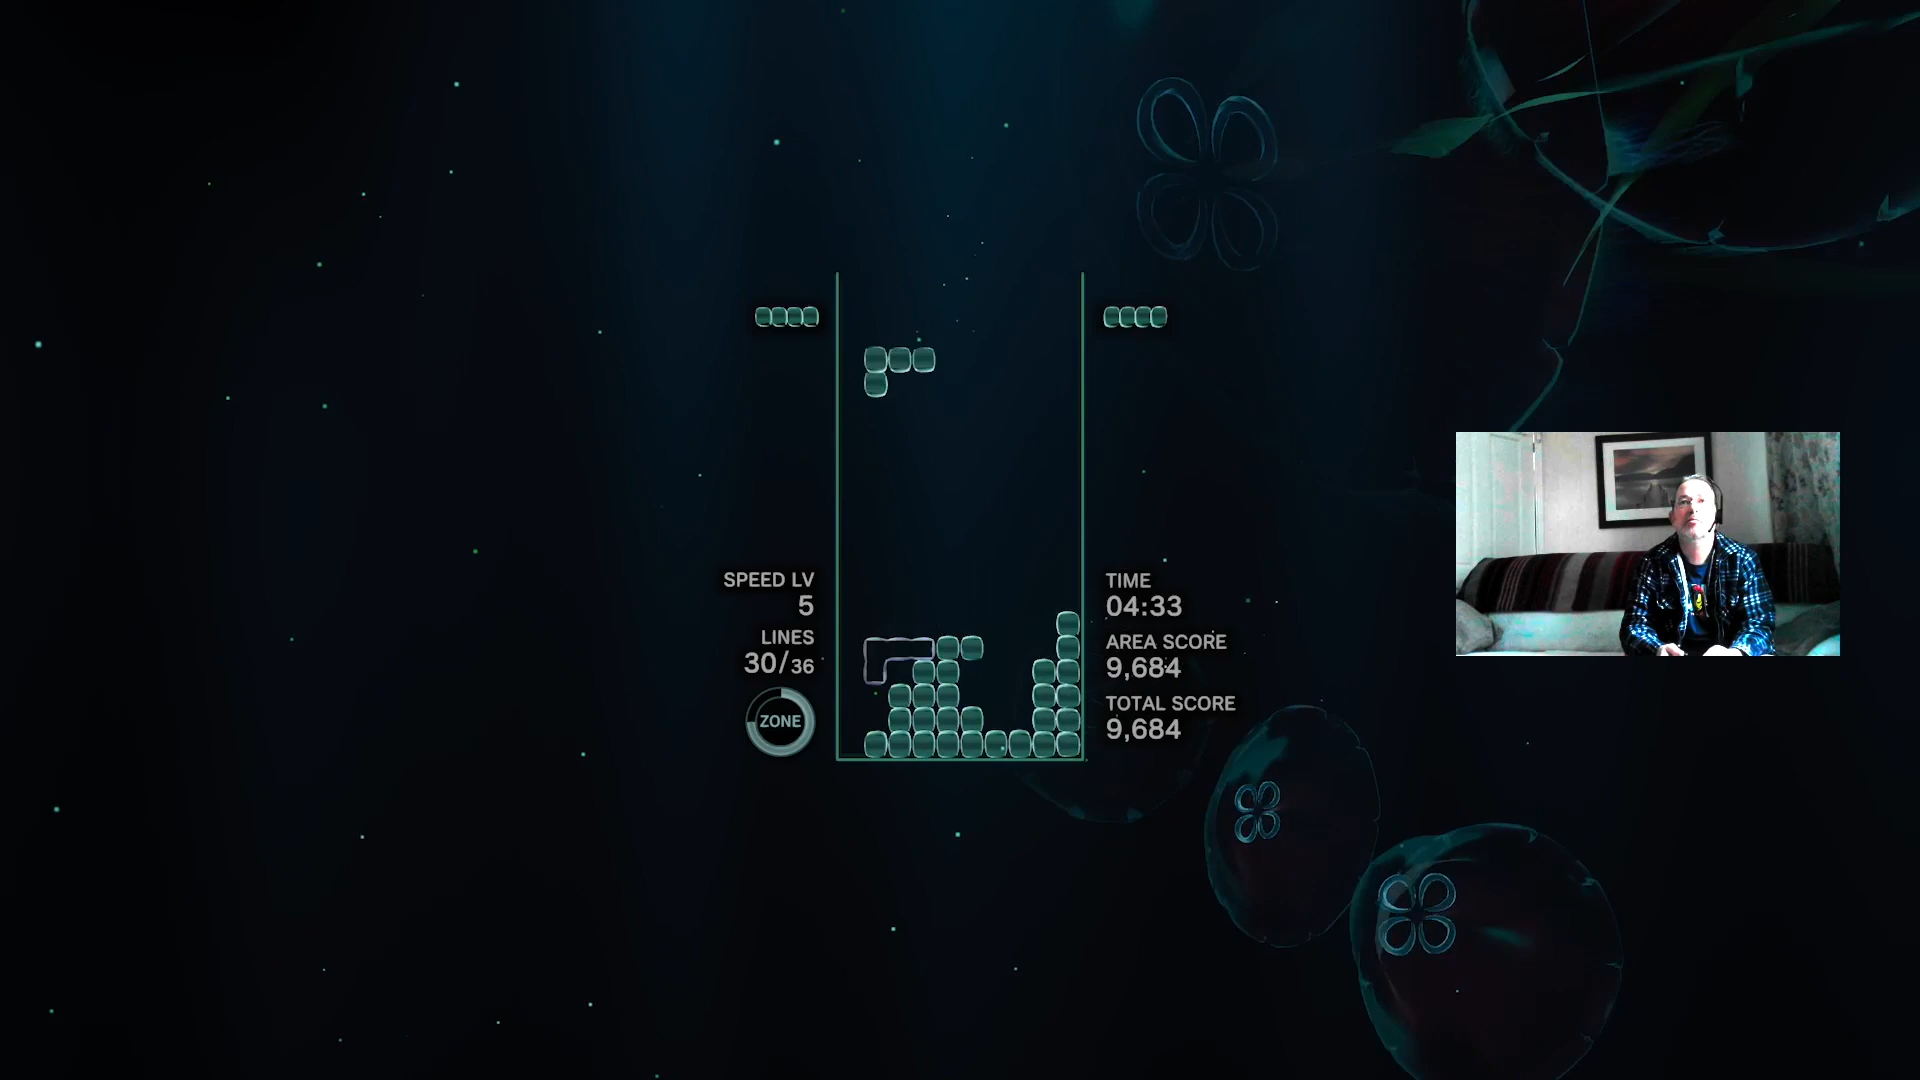 SPEED LV
5
LINES
30/36
ZONE
TIME
04:33
AREA SCORE
9,684
TOTAL SCORE
9,684